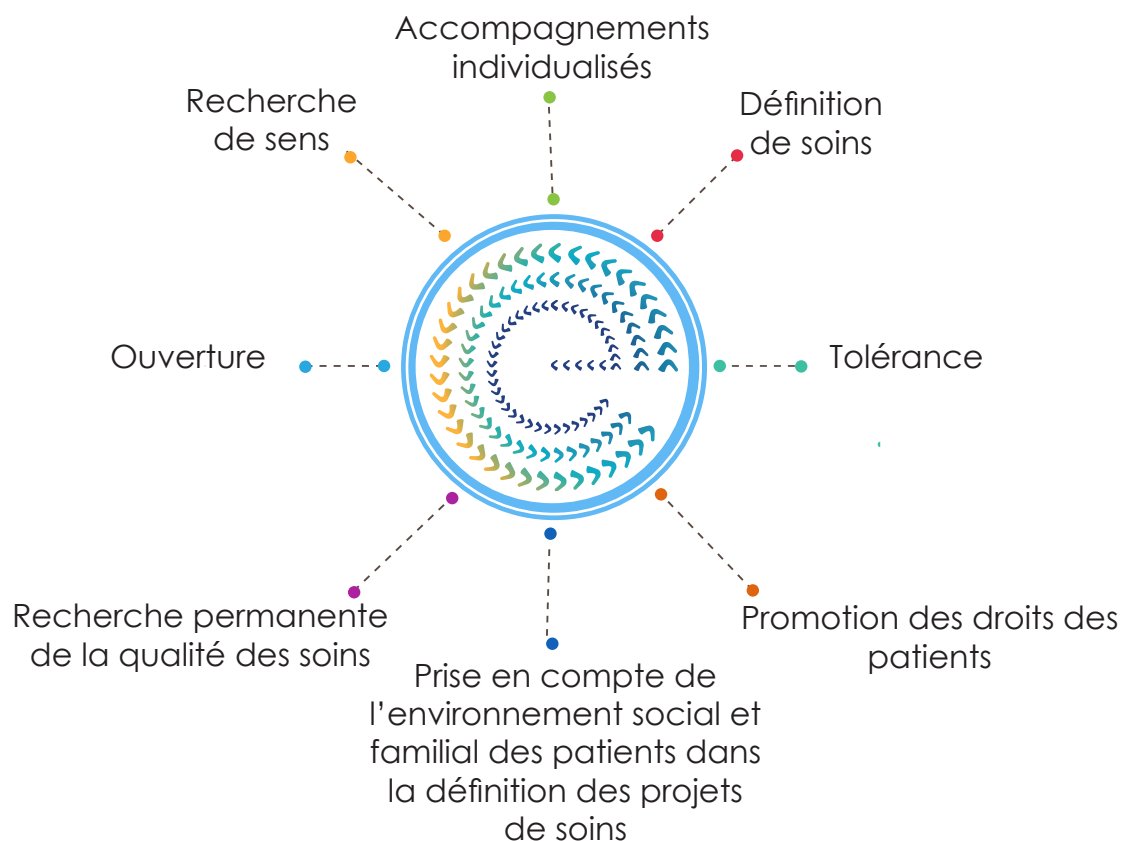 Accompagnements
individualisés
Recherche
de sens
Définition
de soins
Ouverture
Tolérance
Recherche permanente
de la qualité des soins
Promotion des droits des
patients
Prise en compte de
l’environnement social et
familial des patients dans
la définition des projets
de soins